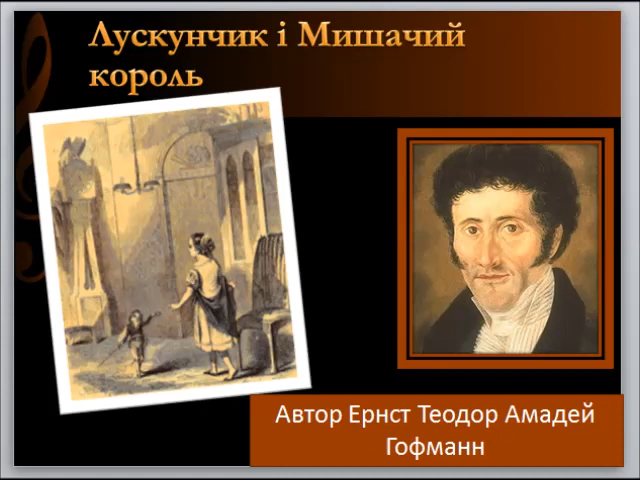 Лускунчик і Мишачий
король
Автор Ернст Теодор Амадей
Гофманн